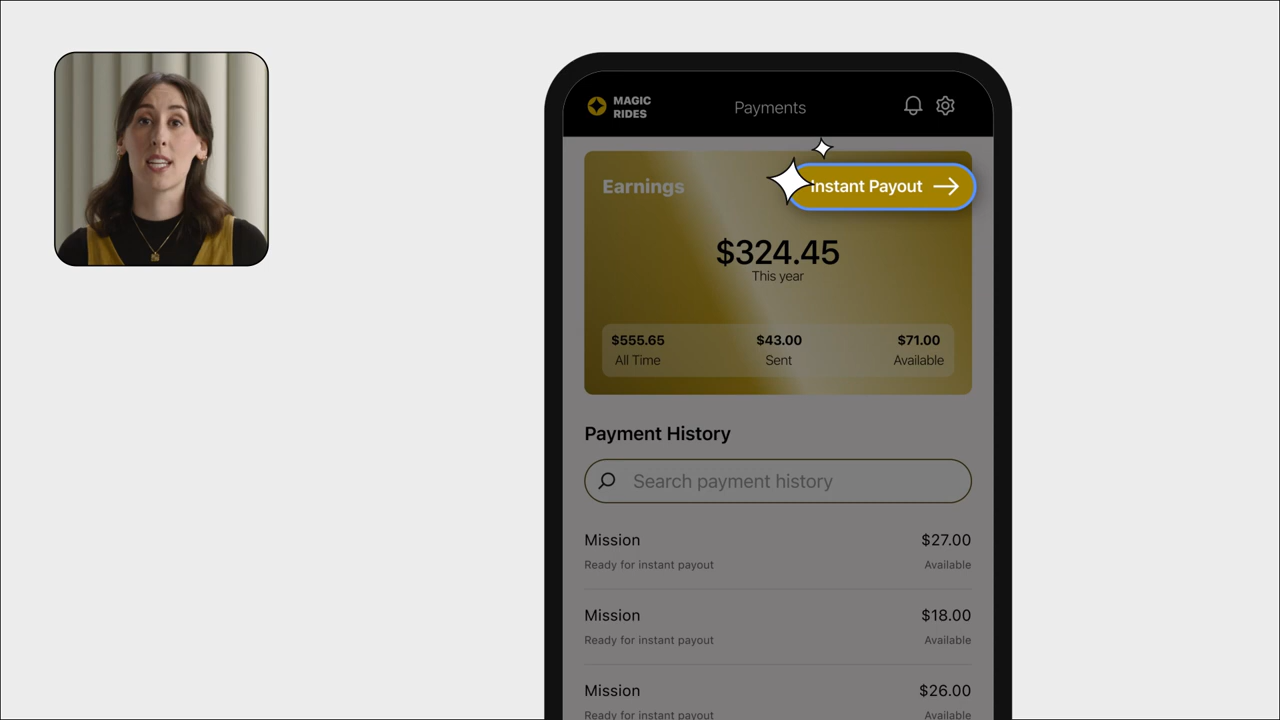 MAGIC
RIDES
Payments
Earnings
Instant Payout
$324.45
This year
$555.65 $43.00 $71.00
All Time Sent Available
Payment History
Search payment history
Mission $27.00
Ready for instant payout Available
Mission $18.00
Ready for instant payout Available
Mission $26.00
Ready for instant payout Available